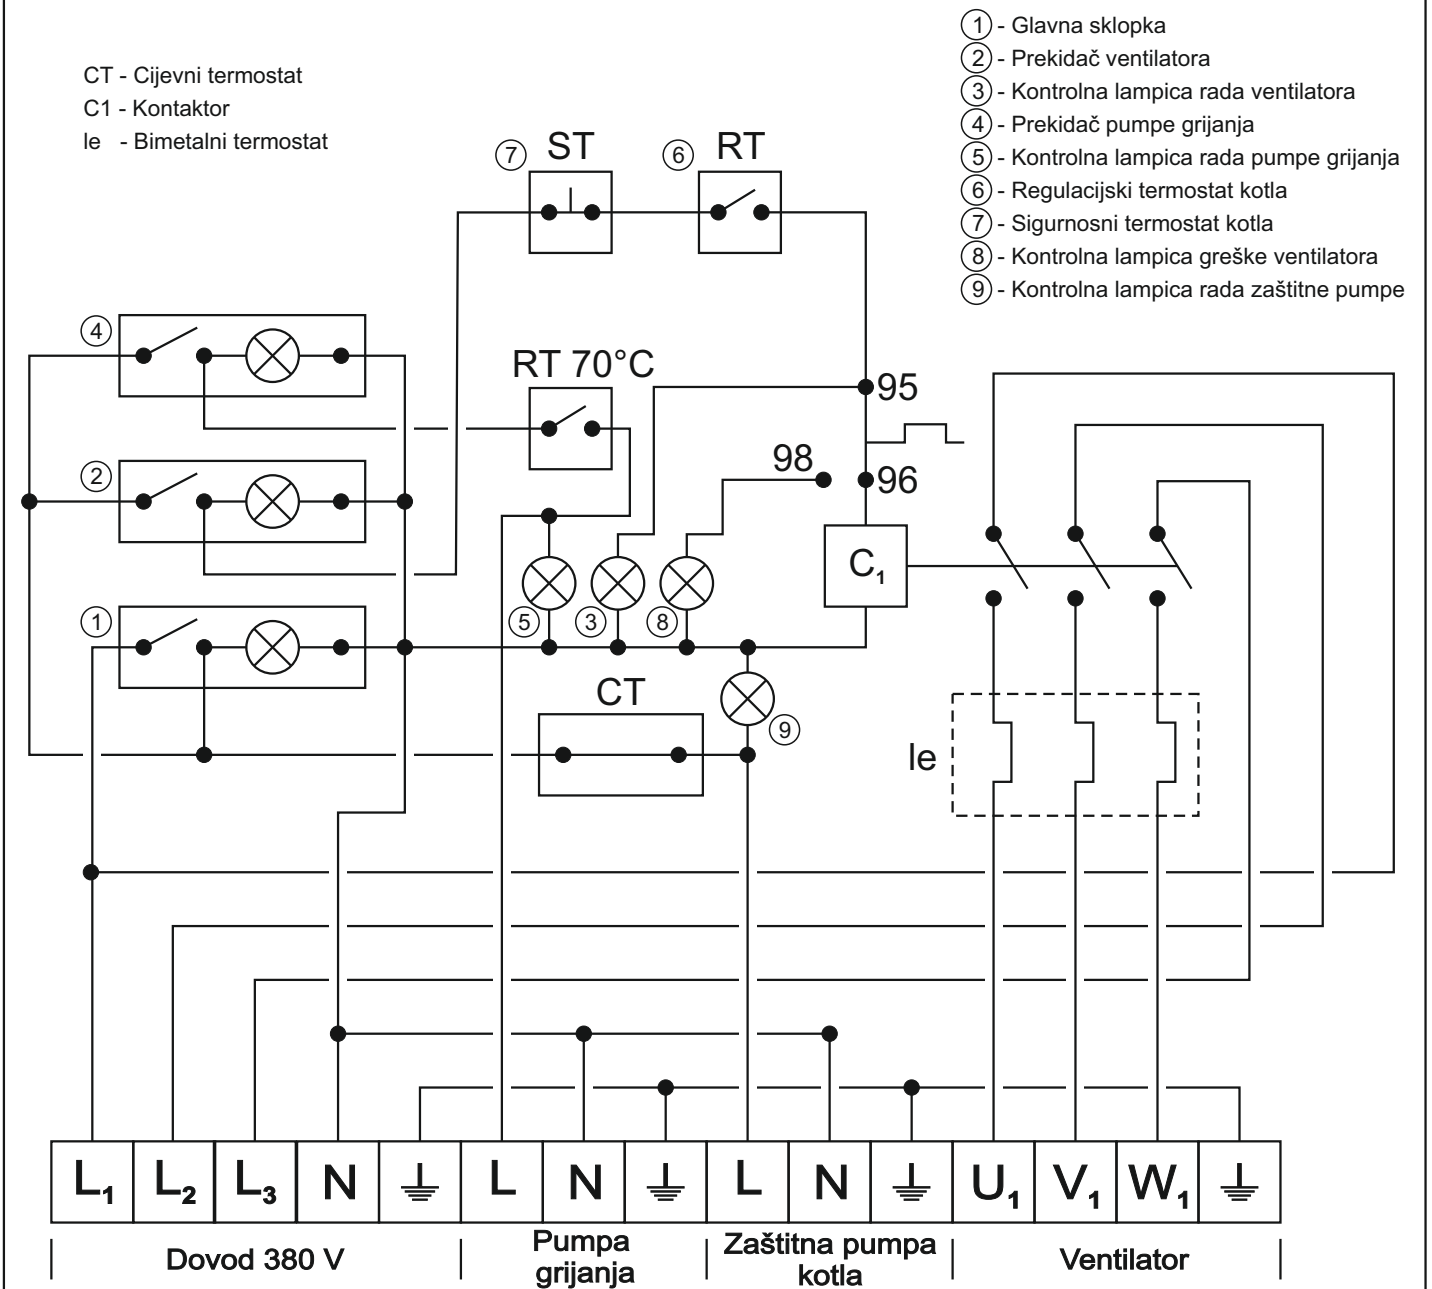 CT - Cijevni termostat
C1 - Kontaktor
Ie - Bimetalni termostat
1 - Glavna sklopka
2 - Prekidač ventilatora
3 - Kontrolna lampica rada ventilatora
4 - Prekidač pumpe grijanja
5 - Kontrolna lampica rada pumpe grijanja
6 - Regulacijski termostat kotla
7 - Sigurnosni termostat kotla
8 - Kontrolna lampica greške ventilatora
9 - Kontrolna lampica rada zaštitne pumpe
7 ST
6 RT
4
RT 70°C
95
2
98
96
C1
1
5
3
8
CT
9
Ie
L1 L2 L3 N L N L N U1 V1 W1
Dovod 380 V
Pumpa
grijanja
Zaštitna pumpa
kotla
Ventilator